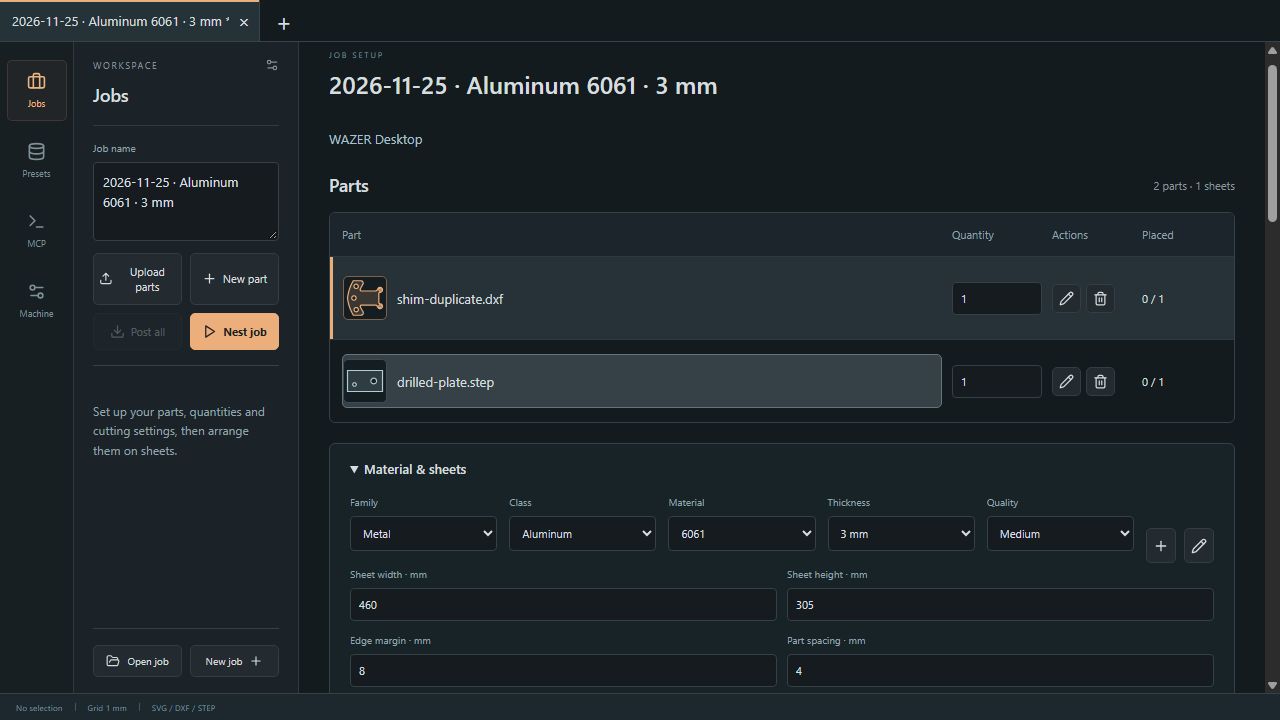 2026-11-25 · Aluminum 6061 · 3 mm *
WORKSPACE
Jobs
Jobs
Presets
MCP
Machine
Job name
2026-11-25 · Aluminum
6061 · 3 mm
Upload
parts
New part
Post all
Nest job
Set up your parts, quantities and
cutting settings, then arrange
them on sheets.
Open job
New job
JOB SETUP
2026-11-25 · Aluminum 6061 · 3 mm
WAZER Desktop
Parts
2 parts · 1 sheets
Part Quantity Actions Placed
shim-duplicate.dxf 1 0 / 1
drilled-plate.step 1 0 / 1
Material & sheets
Family Class Material Thickness Quality
Metal Aluminum 6061 3 mm Medium
Sheet width · mm Sheet height · mm
460 305
Edge margin · mm Part spacing · mm
8 4
No selection Grid 1 mm SVG / DXF / STEP